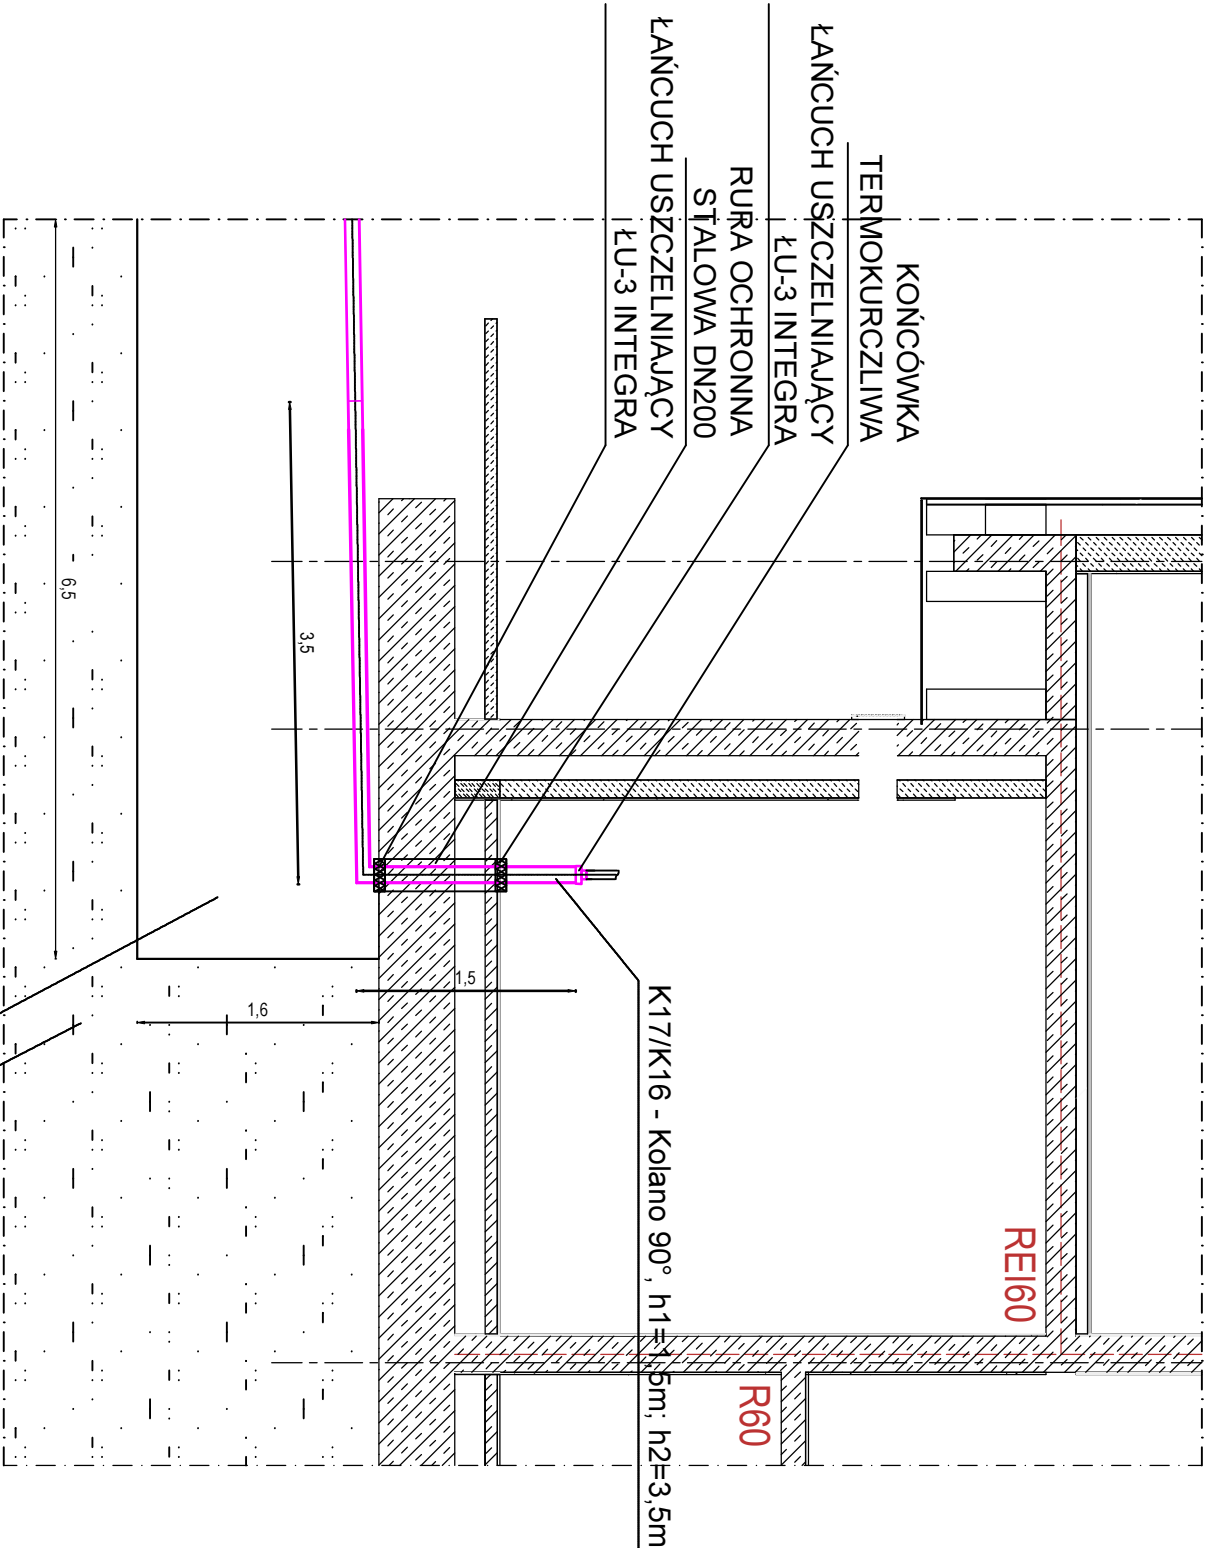 KOŃCÓWKA
TERMOKURCZLIWA
ŁAŃCUCH USZCZELNIAJĄCY
ŁU-3 INTEGRA
RURA OCHRONNA
STALOWA DN200
ŁAŃCUCH USZCZELNIAJĄCY
ŁU-3 INTEGRA
6,5
3,5
1,5
1,6
K17/K16 - Kolano 90°, h1=1,5m; h2=3,5m
REI60
R60